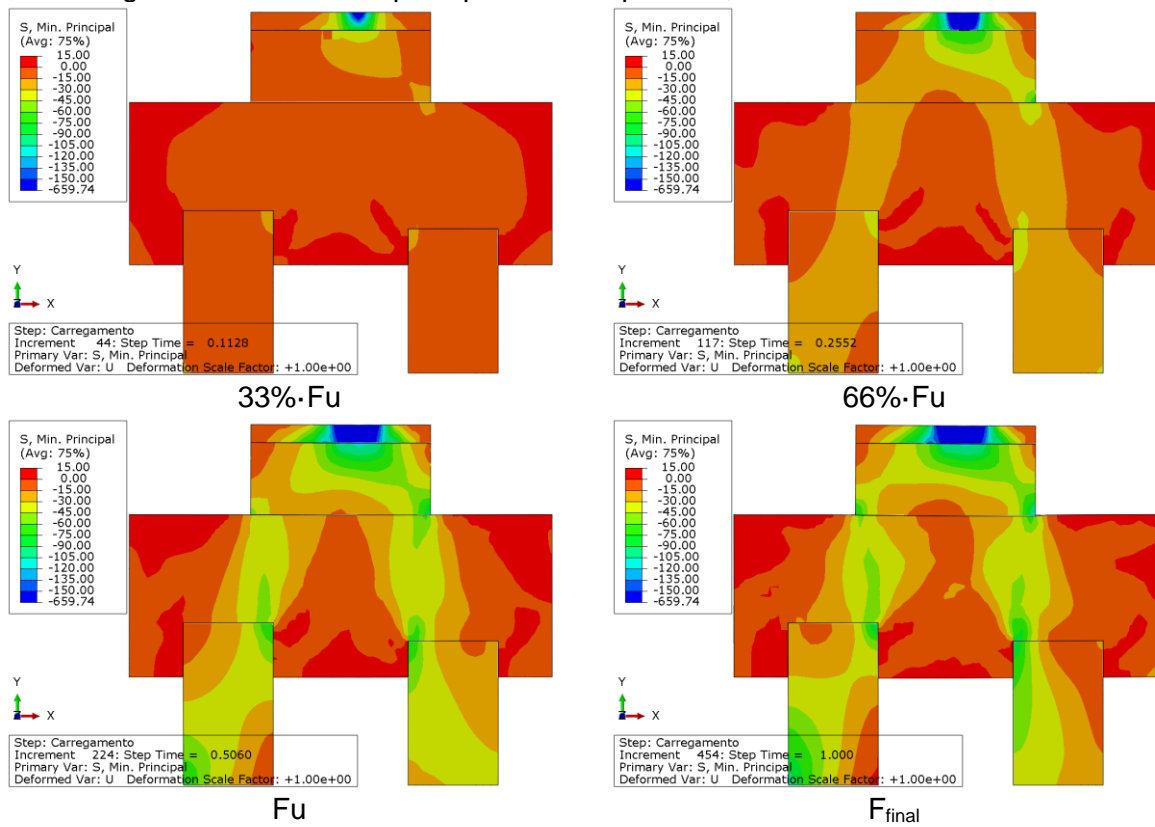 S, Min. Principal
(Avg: 75%)
15.00
0.00
-15.00
-30.00
-45.00
-60.00
-75.00
-90.00
-105.00
-120.00
-135.00
-150.00
-659.74
Y
Z X
Step: Carregamento
Increment 44: Step Time = 0.1128
Primary Var: S, Min. Principal
Deformed Var: U Deformation Scale Factor: +1.00e+00
33%·Fu
S, Min. Principal
(Avg: 75%)
15.00
0.00
-15.00
-30.00
-45.00
-60.00
-75.00
-90.00
-105.00
-120.00
-135.00
-150.00
-659.74
Y
Z X
Step: Carregamento
Increment 117: Step Time = 0.2552
Primary Var: S, Min. Principal
Deformed Var: U Deformation Scale Factor: +1.00e+00
66%·Fu
S, Min. Principal
(Avg: 75%)
15.00
0.00
-15.00
-30.00
-45.00
-60.00
-75.00
-90.00
-105.00
-120.00
-135.00
-150.00
-659.74
Y
Z X
Step: Carregamento
Increment 224: Step Time = 0.5060
Primary Var: S, Min. Principal
Deformed Var: U Deformation Scale Factor: +1.00e+00
Fu
S, Min. Principal
(Avg: 75%)
15.00
0.00
-15.00
-30.00
-45.00
-60.00
-75.00
-90.00
-105.00
-120.00
-135.00
-150.00
-659.74
Y
Z X
Step: Carregamento
Increment 454: Step Time = 1.000
Primary Var: S, Min. Principal
Deformed Var: U Deformation Scale Factor: +1.00e+00
Ffinal